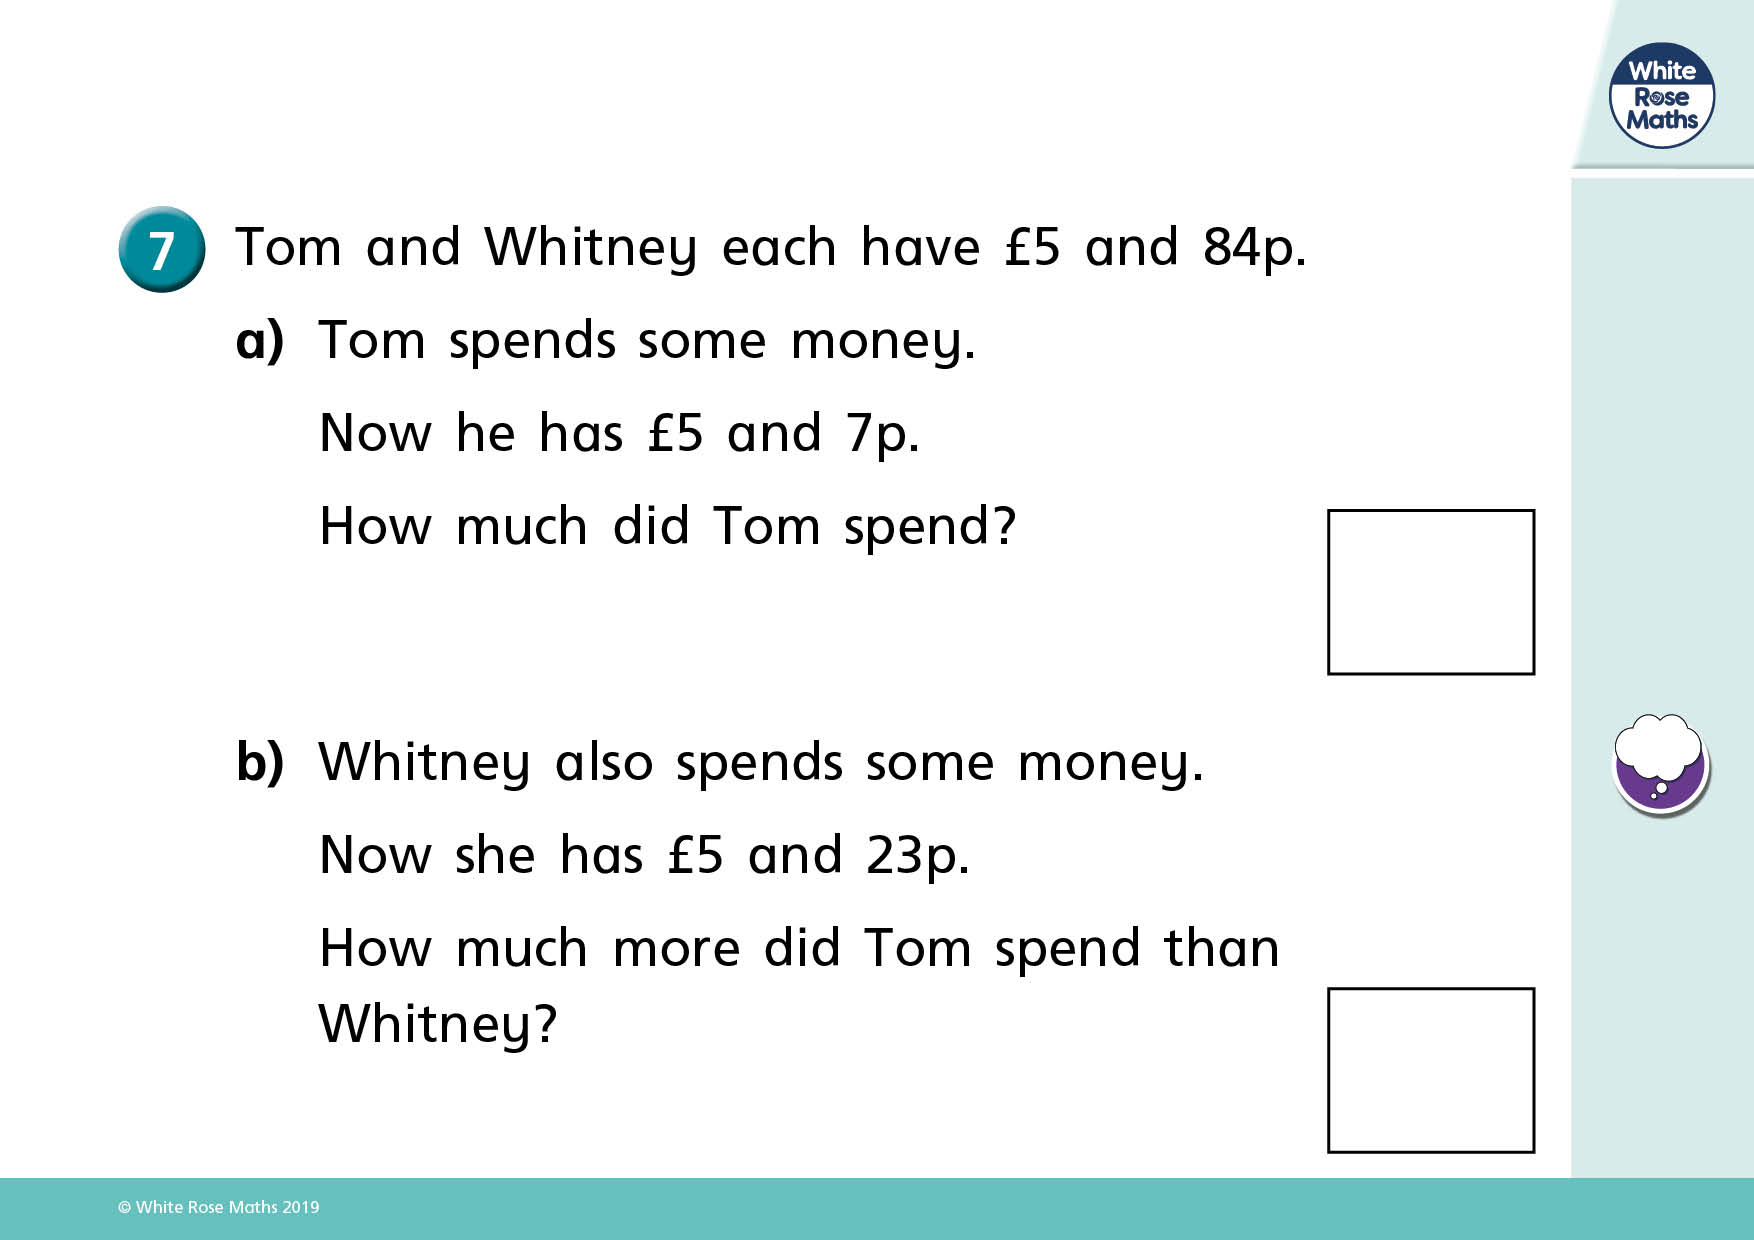 White
Rose
Maths
7 Tom and Whitney each have £5 and 84p.
a) Tom spends some money.
Now he has £5 and 7p.
How much did Tom spend?
b) Whitney also spends some money.
Now she has £5 and 23p.
How much more did Tom spend than
Whitney?
© White Rose Maths 2019